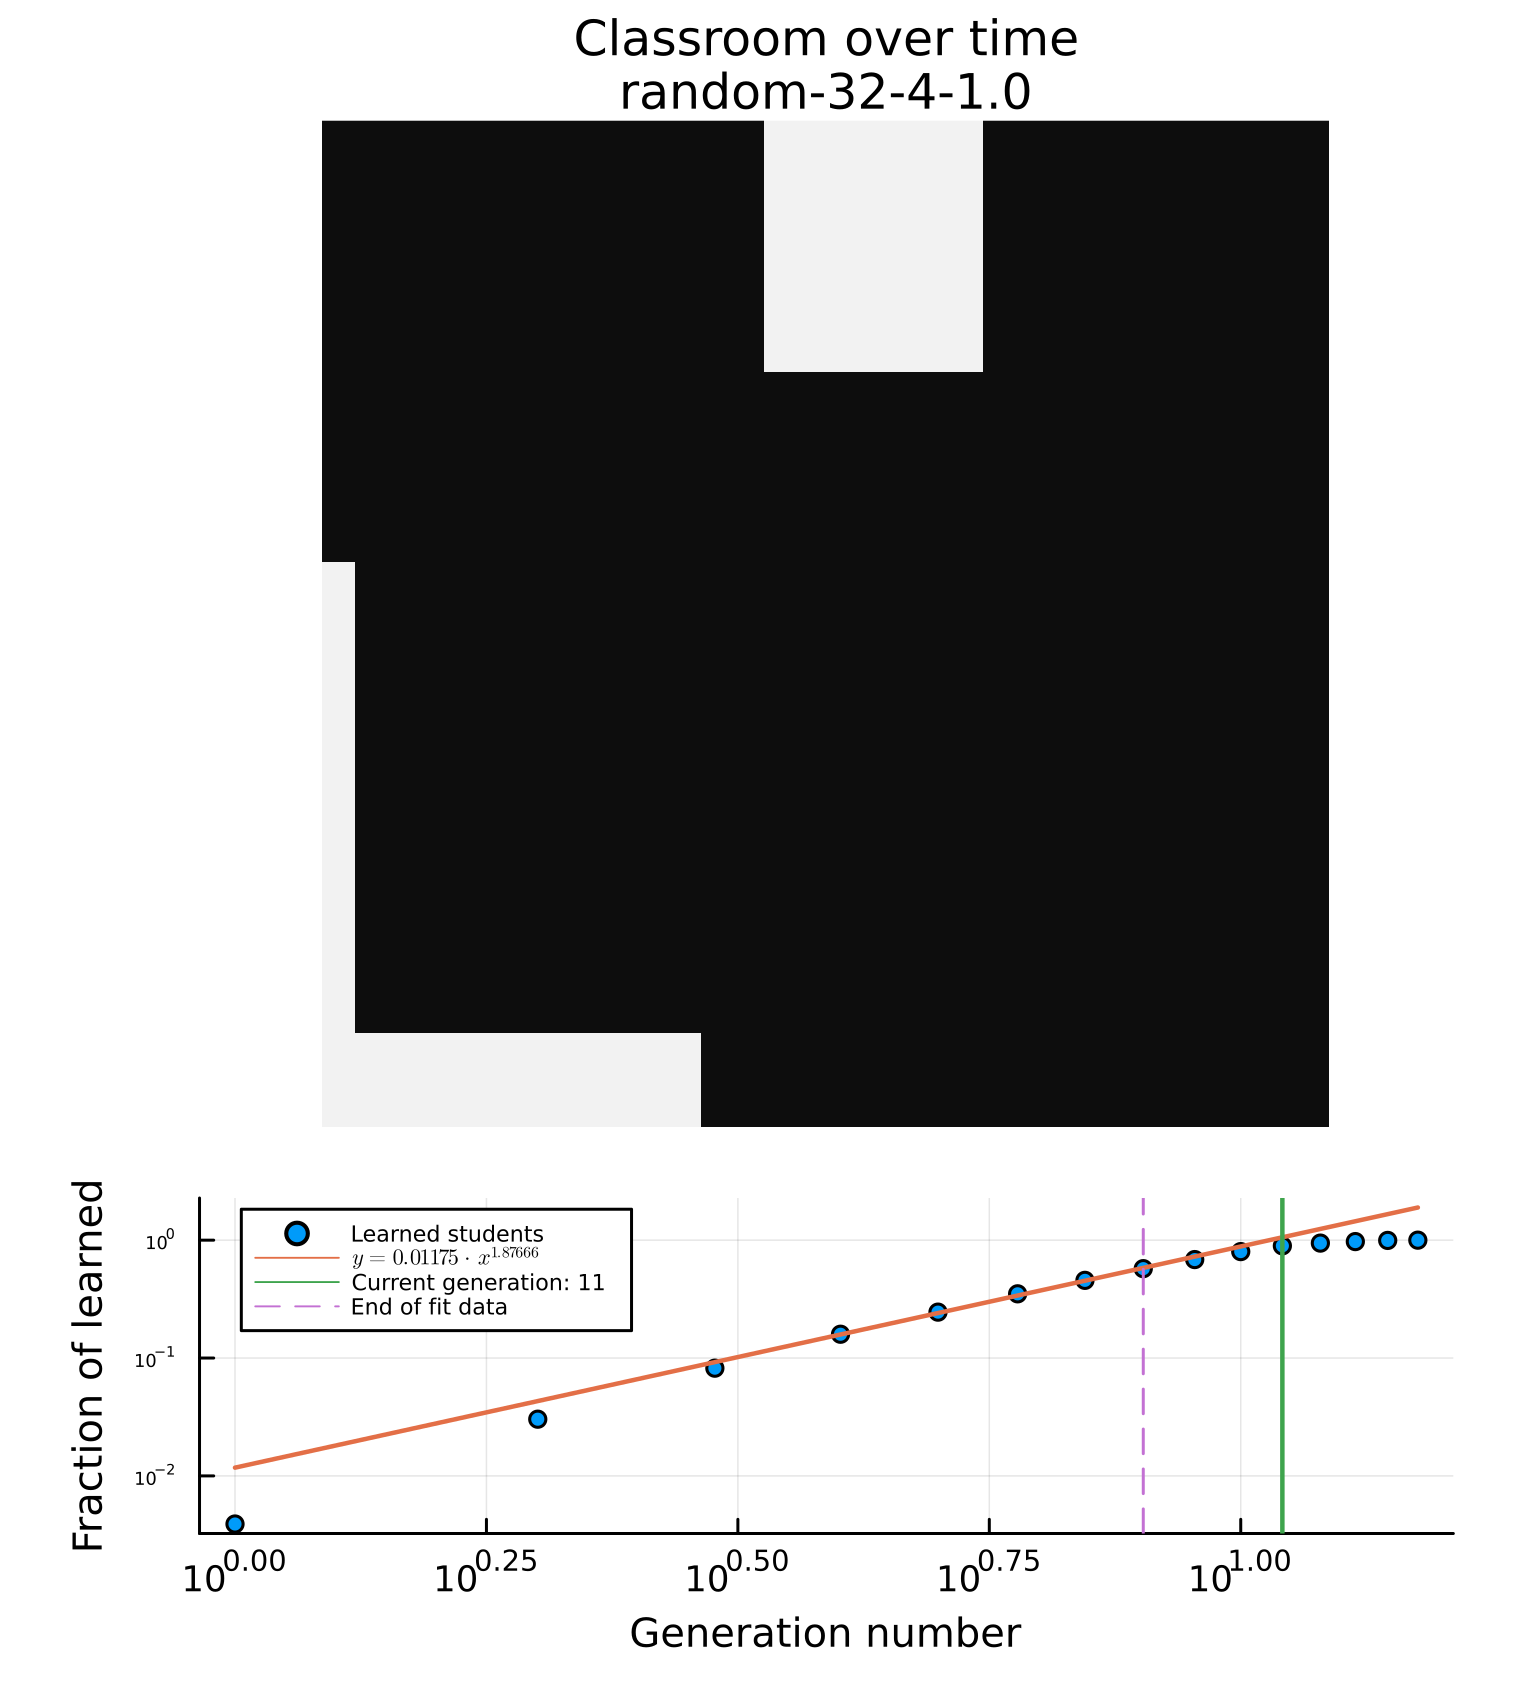 Classroom over time
random-32-4-1.0
Fraction of learned
10^0
10^-1
10^-2
Learned students
y = 0.01175 · x^1.87666
Current generation: 11
End of fit data
10^0.00 10^0.25 10^0.50 10^0.75 10^1.00
Generation number